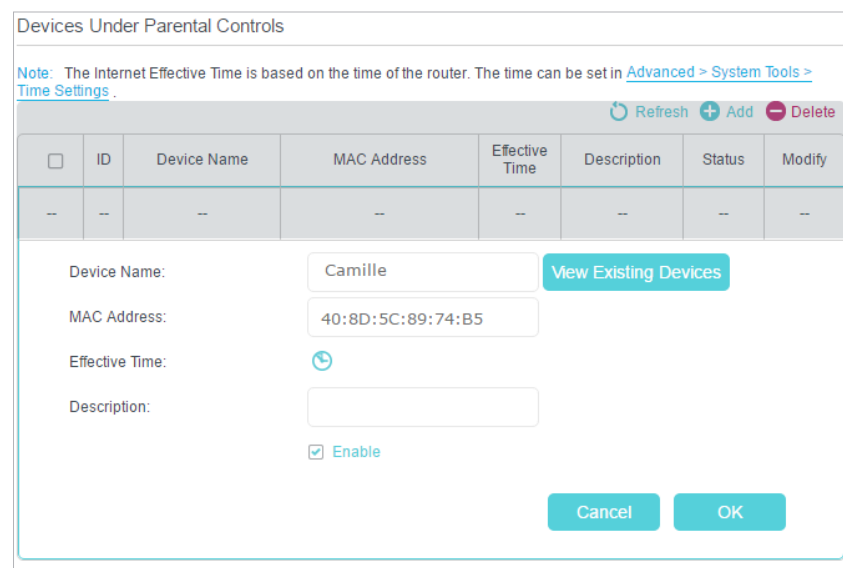 Devices Under Parental Controls
Note: The Internet Effective Time is based on the time of the router. The time can be set in Advanced > System Tools >
Time Settings .
Refresh Add Delete
ID Device Name MAC Address Effective Time Description Status Modify
-- -- -- -- -- -- -- --
Device Name: Camille View Existing Devices
MAC Address: 40:8D:5C:89:74:B5
Effective Time:
Description:
Enable
Cancel OK